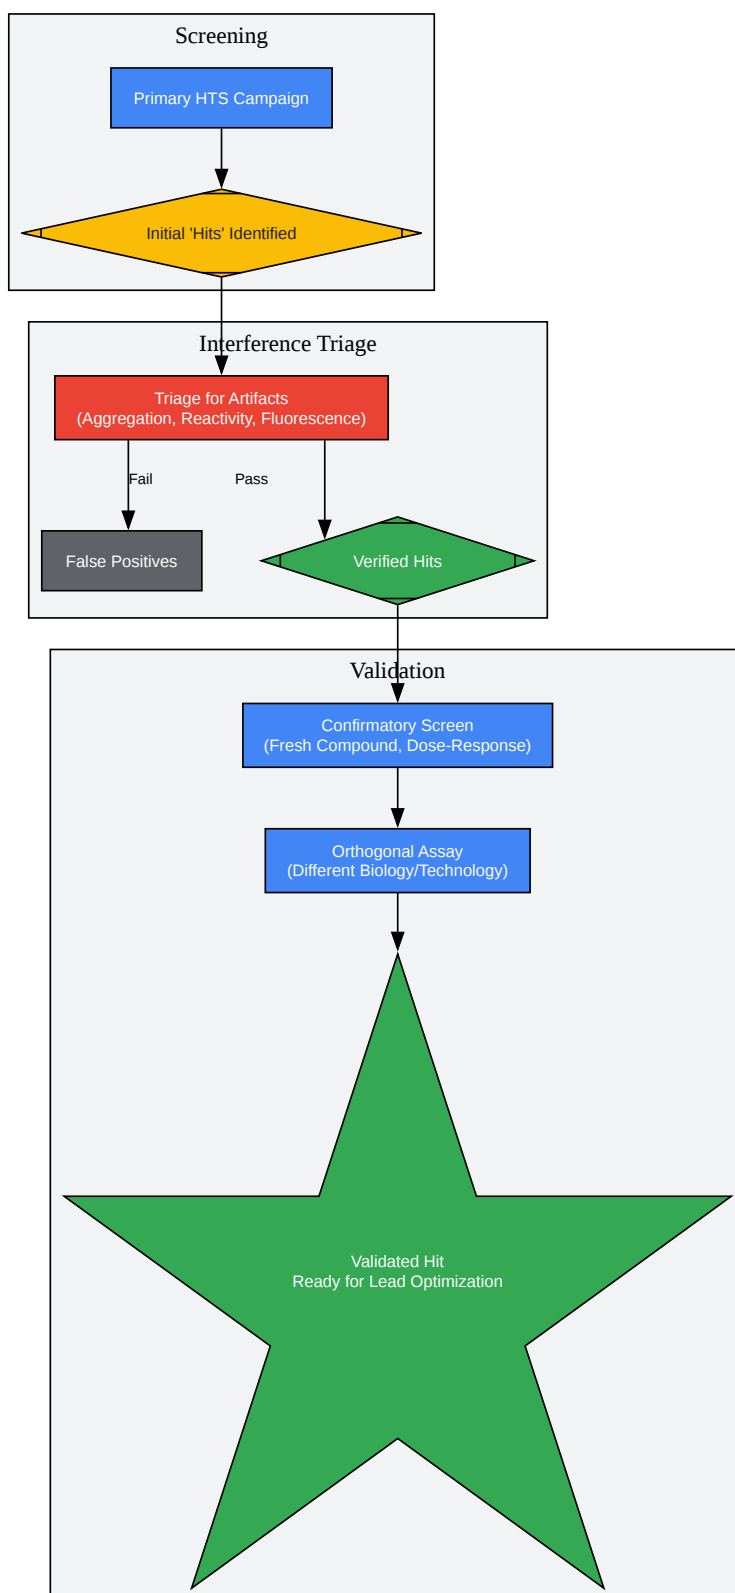 Screening
Primary HTS Campaign
Initial 'Hits' Identified
Interference Triage
Triage for Artifacts
(Aggregation, Reactivity, Fluorescence)
Fail
Pass
False Positives
Verified Hits
Validation
Confirmatory Screen
(Fresh Compound, Dose-Response)
Orthogonal Assay
(Different Biology/Technology)
Validated Hit
Ready for Lead Optimization